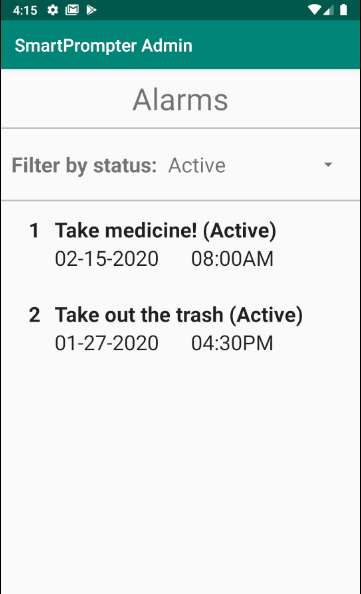 4:15
SmartPrompter Admin
Alarms
Filter by status: Active
1 Take medicine! (Active)
02-15-2020 08:00AM
2 Take out the trash (Active)
01-27-2020 04:30PM